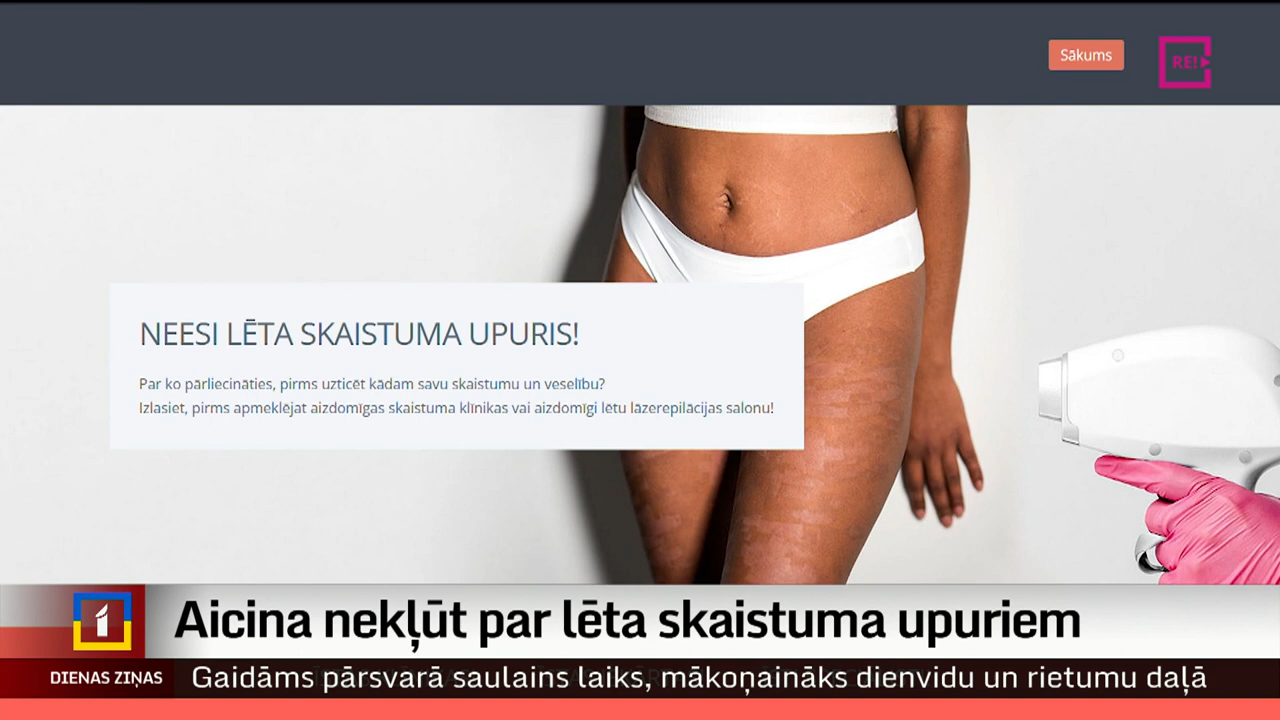 Sākums
RE!
NEESI LĒTA SKAISTUMA UPURIS!
Par ko pārliecināties, pirms uzticēt kādam savu skaistumu un veselību?
Izlasiet, pirms apmeklējat aizdomīgas skaistuma klīnikas vai aizdomīgi lētu lāzerepilācijas salonu!
1
Aicina nekļūt par lēta skaistuma upuriem
DIENAS ZIŅAS
Gaidāms pārsvarā saulains laiks, mākoņaināks dienvidu un rietumu daļā